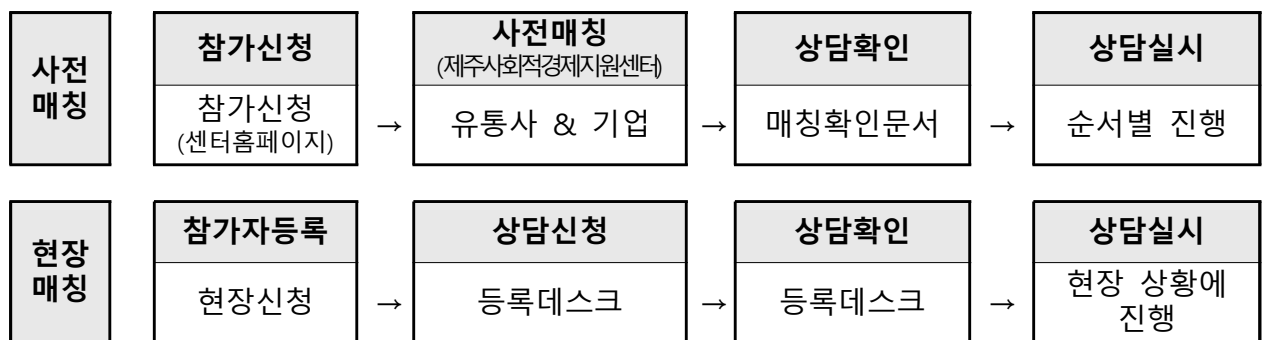 사전
매칭
참가신청
참가신청
(센터홈페이지)
→
사전매칭
(제주사회적경제지원센터)
유통사 & 기업
→
상담확인
매칭확인문서
→
상담실시
순서별 진행
현장
매칭
참가자등록
현장신청
→
상담신청
등록데스크
→
상담확인
등록데스크
→
상담실시
현장 상황에
진행